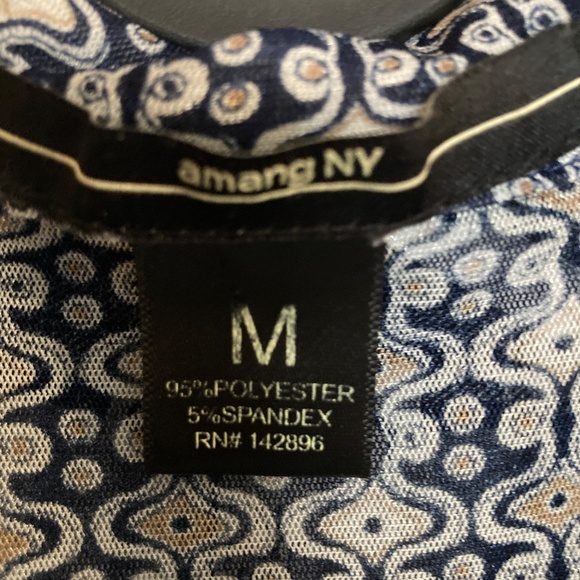 amang NY
M
95%POLYESTER
5%SPANDEX
RN# 142896